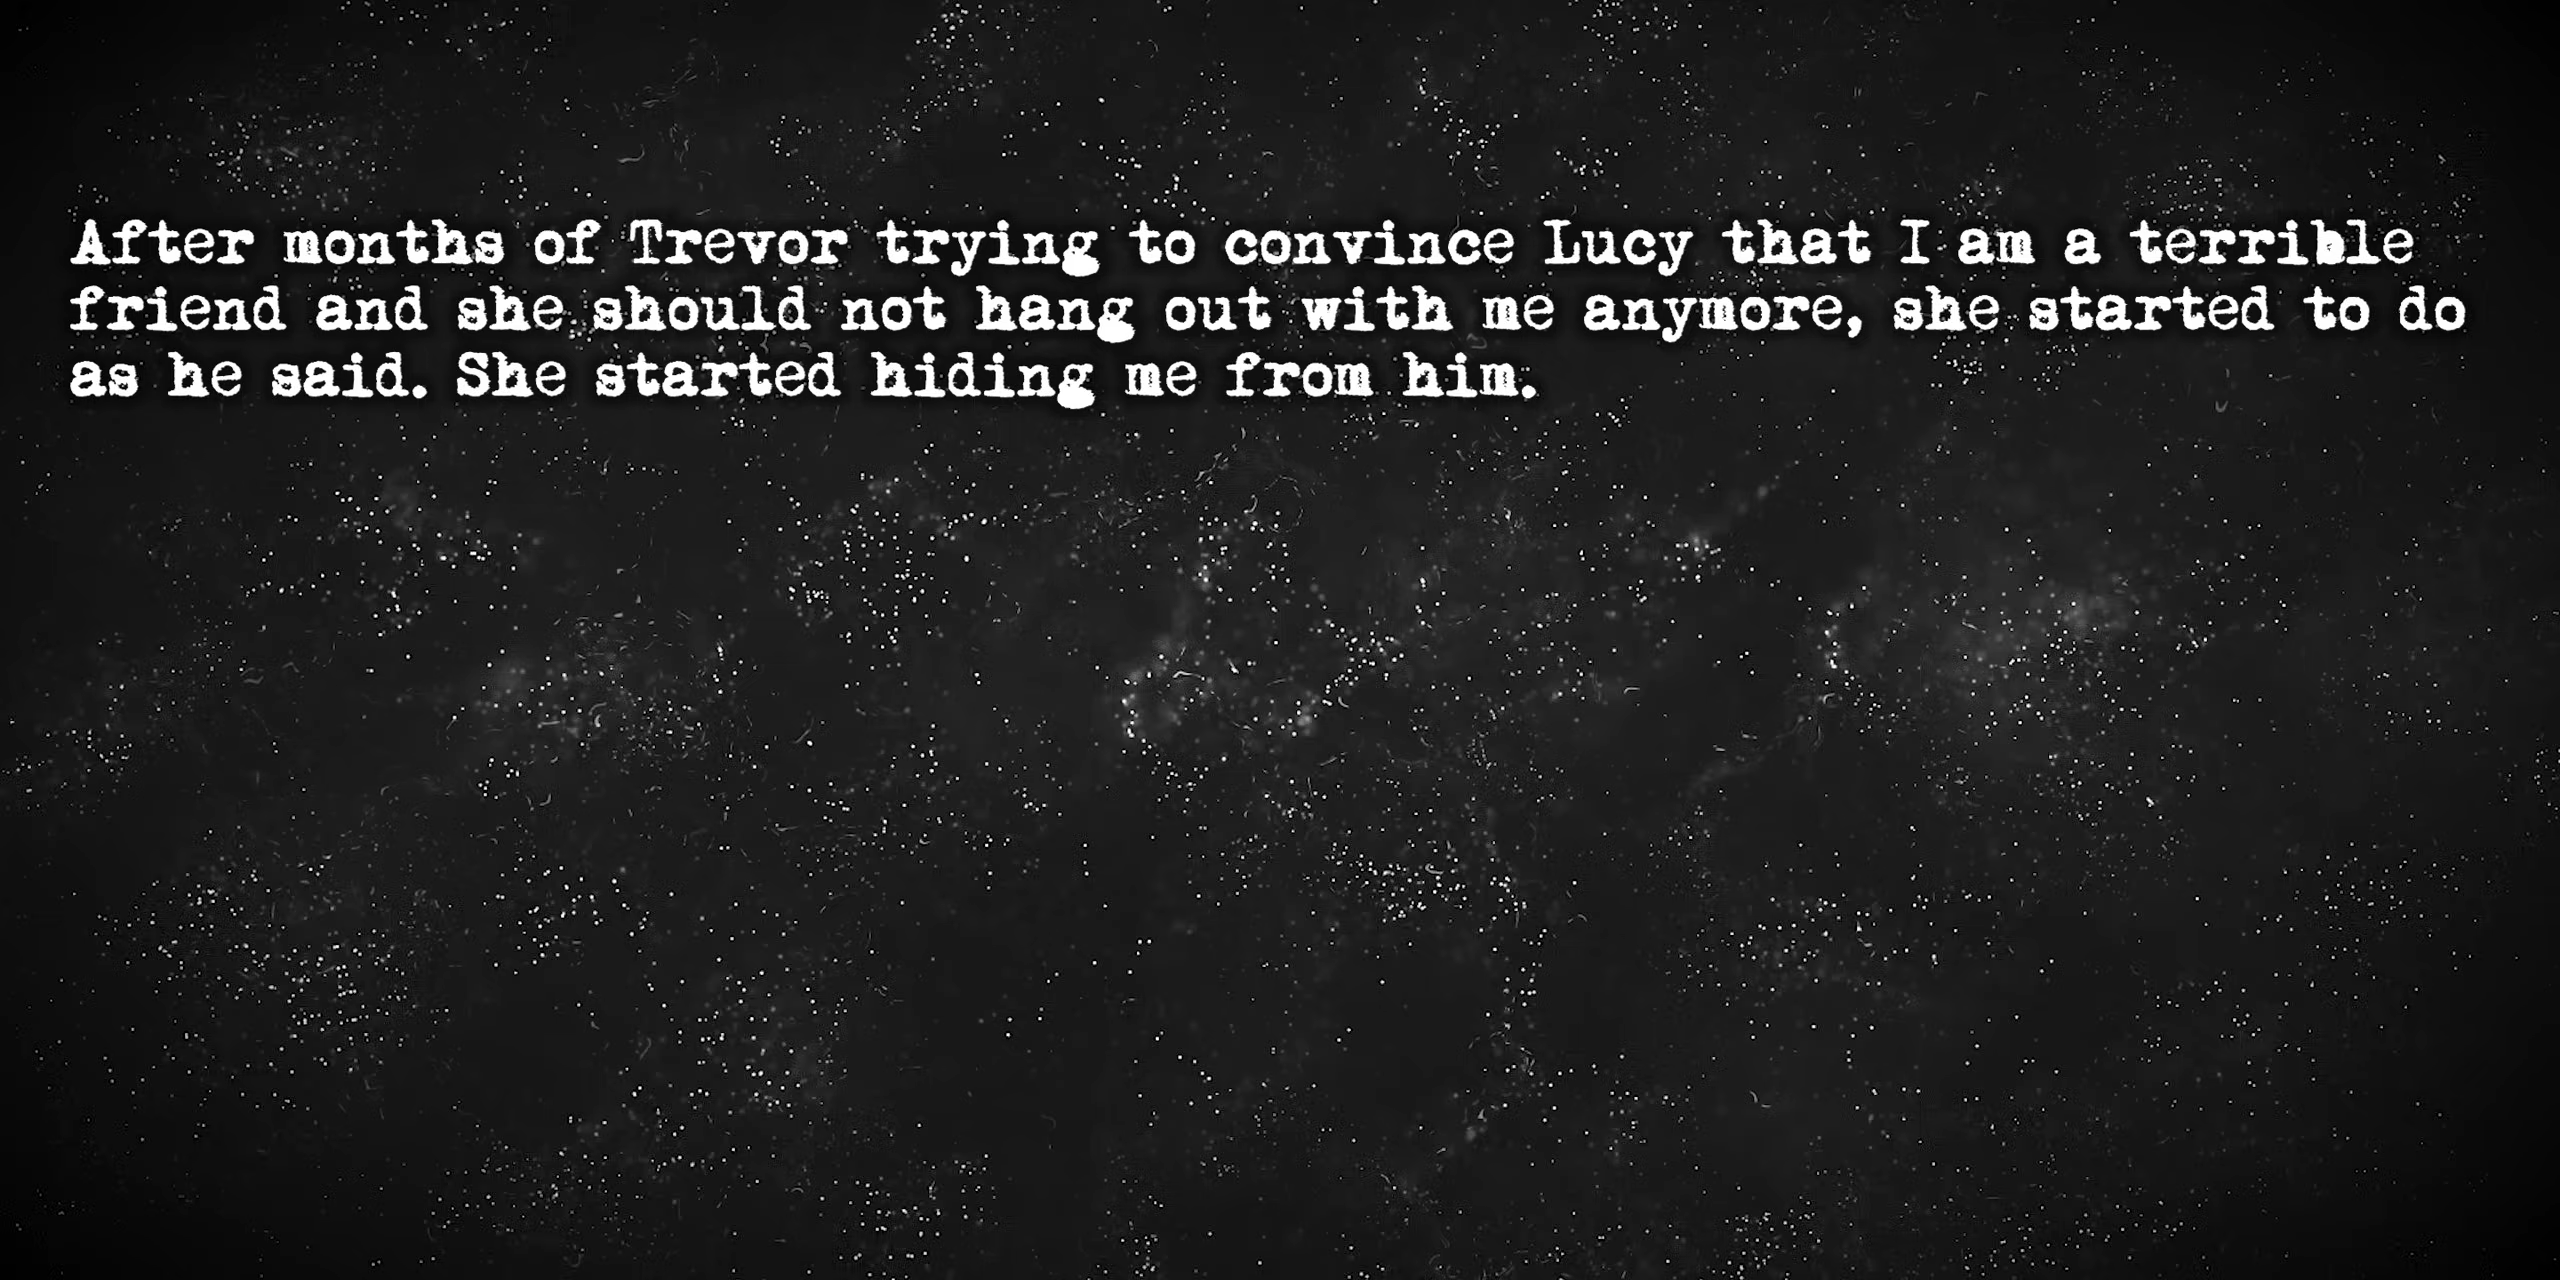 After months of Trevor trying to convince Lucy that I am a terrible
friend and she should not hang out with me anymore, she started to do
as he said. She started hiding me from him.